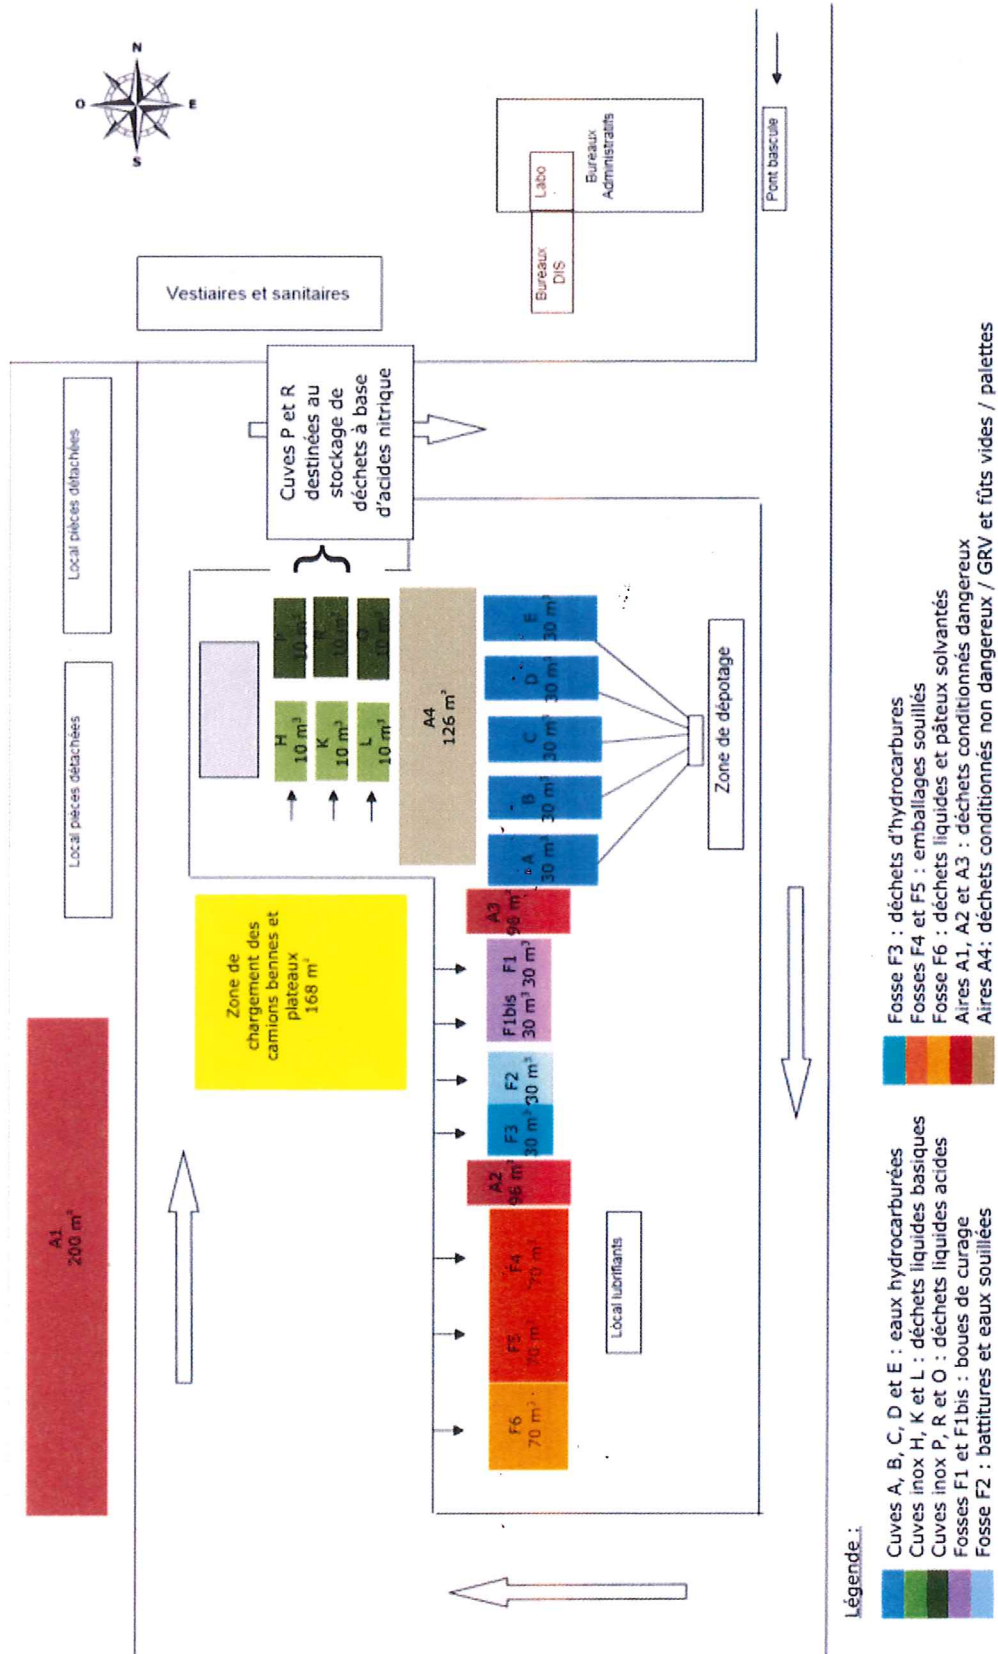 N
O
E
S
Local pièces détachées
Local pièces détachées
A1
200 m²
Vestiaires et sanitaires
Cuves P et R
destinées au
stockage de
déchets à base
d'acides nitrique
Zone de
chargement des
camions bennes et
plateaux
168 m²
H
10 m³
K
10 m³
L
10 m³
P
10 m³
R
10 m³
O
10 m³
A4
126 m²
F6
70 m³
F5
70 m³
F4
70 m³
A2
96 m²
F3
30 m³
F2
30 m³
F1bis
30 m³
F1
30 m³
A3
96 m²
A
30 m³
B
30 m³
C
30 m³
D
30 m³
E
30 m³
Bureaux
DIS
Labo
Bureaux
Administratifs
Local lubrifiants
Zone de dépotage
Pont bascule
Légende :
Cuves A, B, C, D et E : eaux hydrocarburées
Cuves inox H, K et L : déchets liquides basiques
Cuves inox P, R et O : déchets liquides acides
Fosses F1 et F1bis : boues de curage
Fosse F2 : battitures et eaux souillées
Fosse F3 : déchets d'hydrocarbures
Fosses F4 et F5 : emballages souillés
Fosse F6 : déchets liquides et pâteux solvantés
Aires A1, A2 et A3 : déchets conditionnés dangereux
Aires A4: déchets conditionnés non dangereux / GRV et fûts vides / palettes